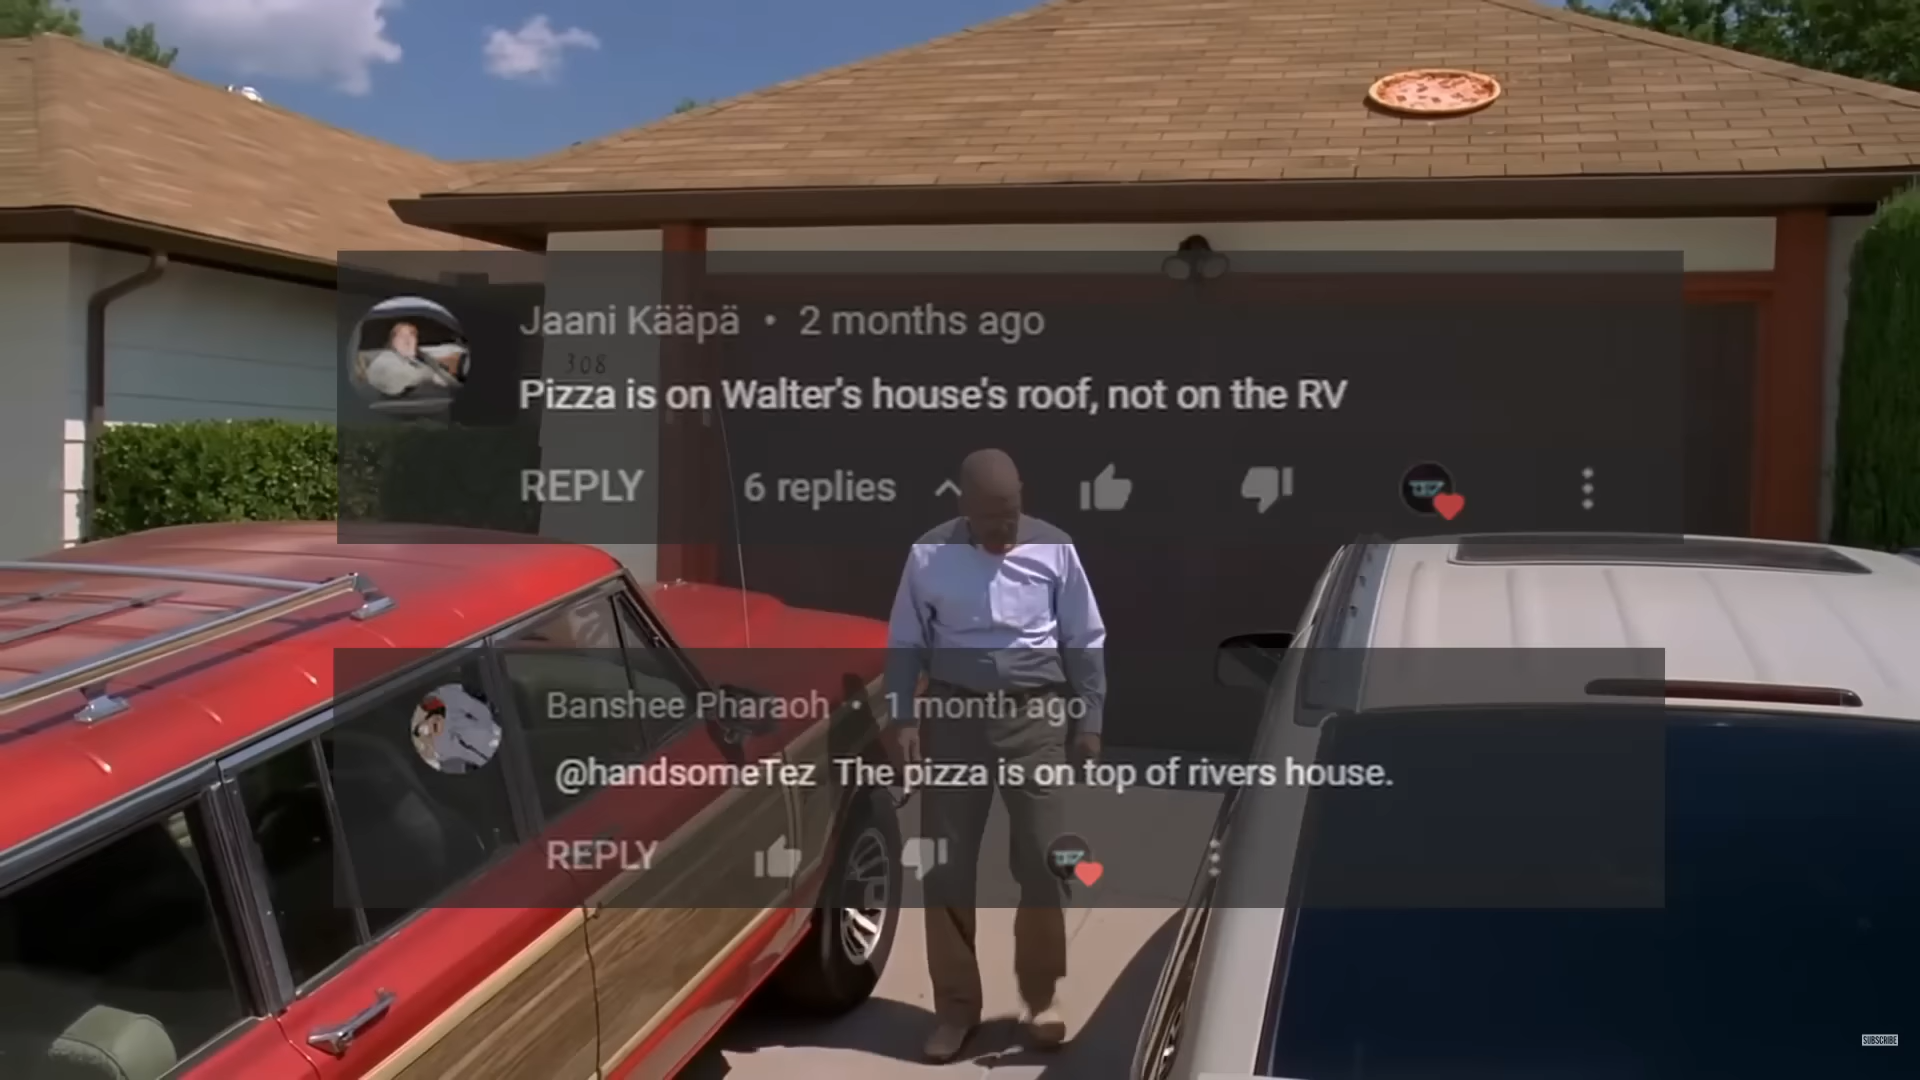 Jaani Kääpä • 2 months ago
308
Pizza is on Walter's house's roof, not on the RV
REPLY 6 replies
Banshee Pharaoh • 1 month ago
@handsomeTez The pizza is on top of rivers house.
REPLY
SUBSCRIBE